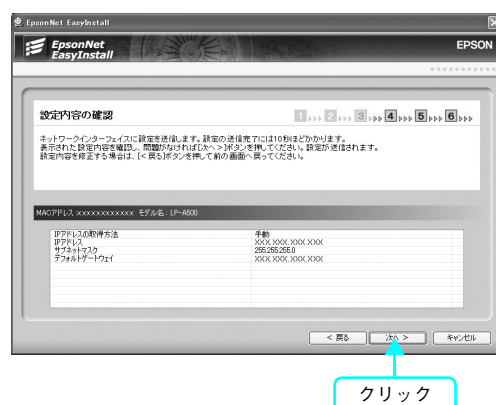 EpsonNet EasyInstall
EpsonNet
EasyInstall
EPSON
設定内容の確認
1 2 3 4 5 6
ネットワークインターフェイスに設定を送信します。設定の送信完了には10秒ほどかかります。
表示された設定内容を確認し、問題がなければ[次へ>]ボタンを押してください。設定が送信されます。
設定内容を修正する場合は、[<戻る]ボタンを押して前の画面へ戻ってください。
MACアドレス:xxxxxxxxxxxx モデル名:LP-A500
IPアドレスの取得方法 手動
IPアドレス XXX.XXX.XXX.XXX
サブネットマスク 255.255.255.0
デフォルトゲートウェイ XXX.XXX.XXX.XXX
< 戻る 次へ > キャンセル
クリック